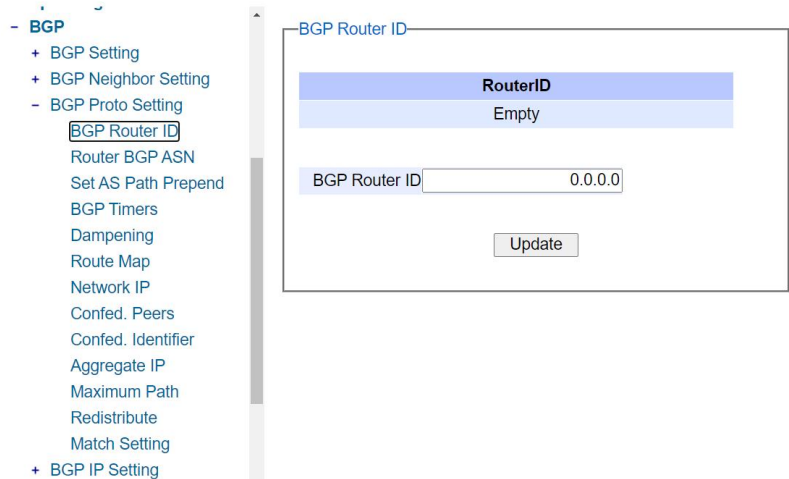 - BGP
+ BGP Setting
+ BGP Neighbor Setting
- BGP Proto Setting
BGP Router ID
Router BGP ASN
Set AS Path Prepend
BGP Timers
Dampening
Route Map
Network IP
Confed. Peers
Confed. Identifier
Aggregate IP
Maximum Path
Redistribute
Match Setting
+ BGP IP Setting
BGP Router ID
RouterID
Empty
BGP Router ID 0.0.0.0
Update